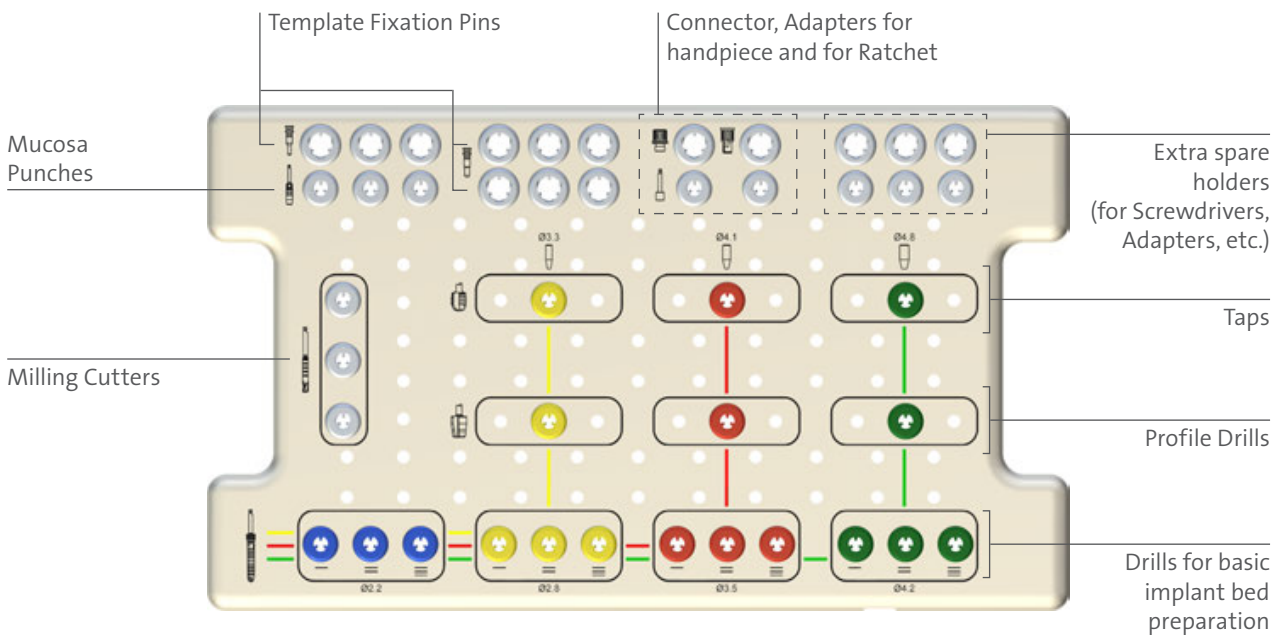 Template Fixation Pins
Connector, Adapters for
handpiece and for Ratchet
Mucosa
Punches
Extra spare
holders
(for Screwdrivers,
Adapters, etc.)
Ø3.3
Ø4.1
Ø4.8
Taps
Milling Cutters
Profile Drills
Drills for basic
implant bed
preparation
Ø2.2
Ø2.8
Ø3.5
Ø4.2